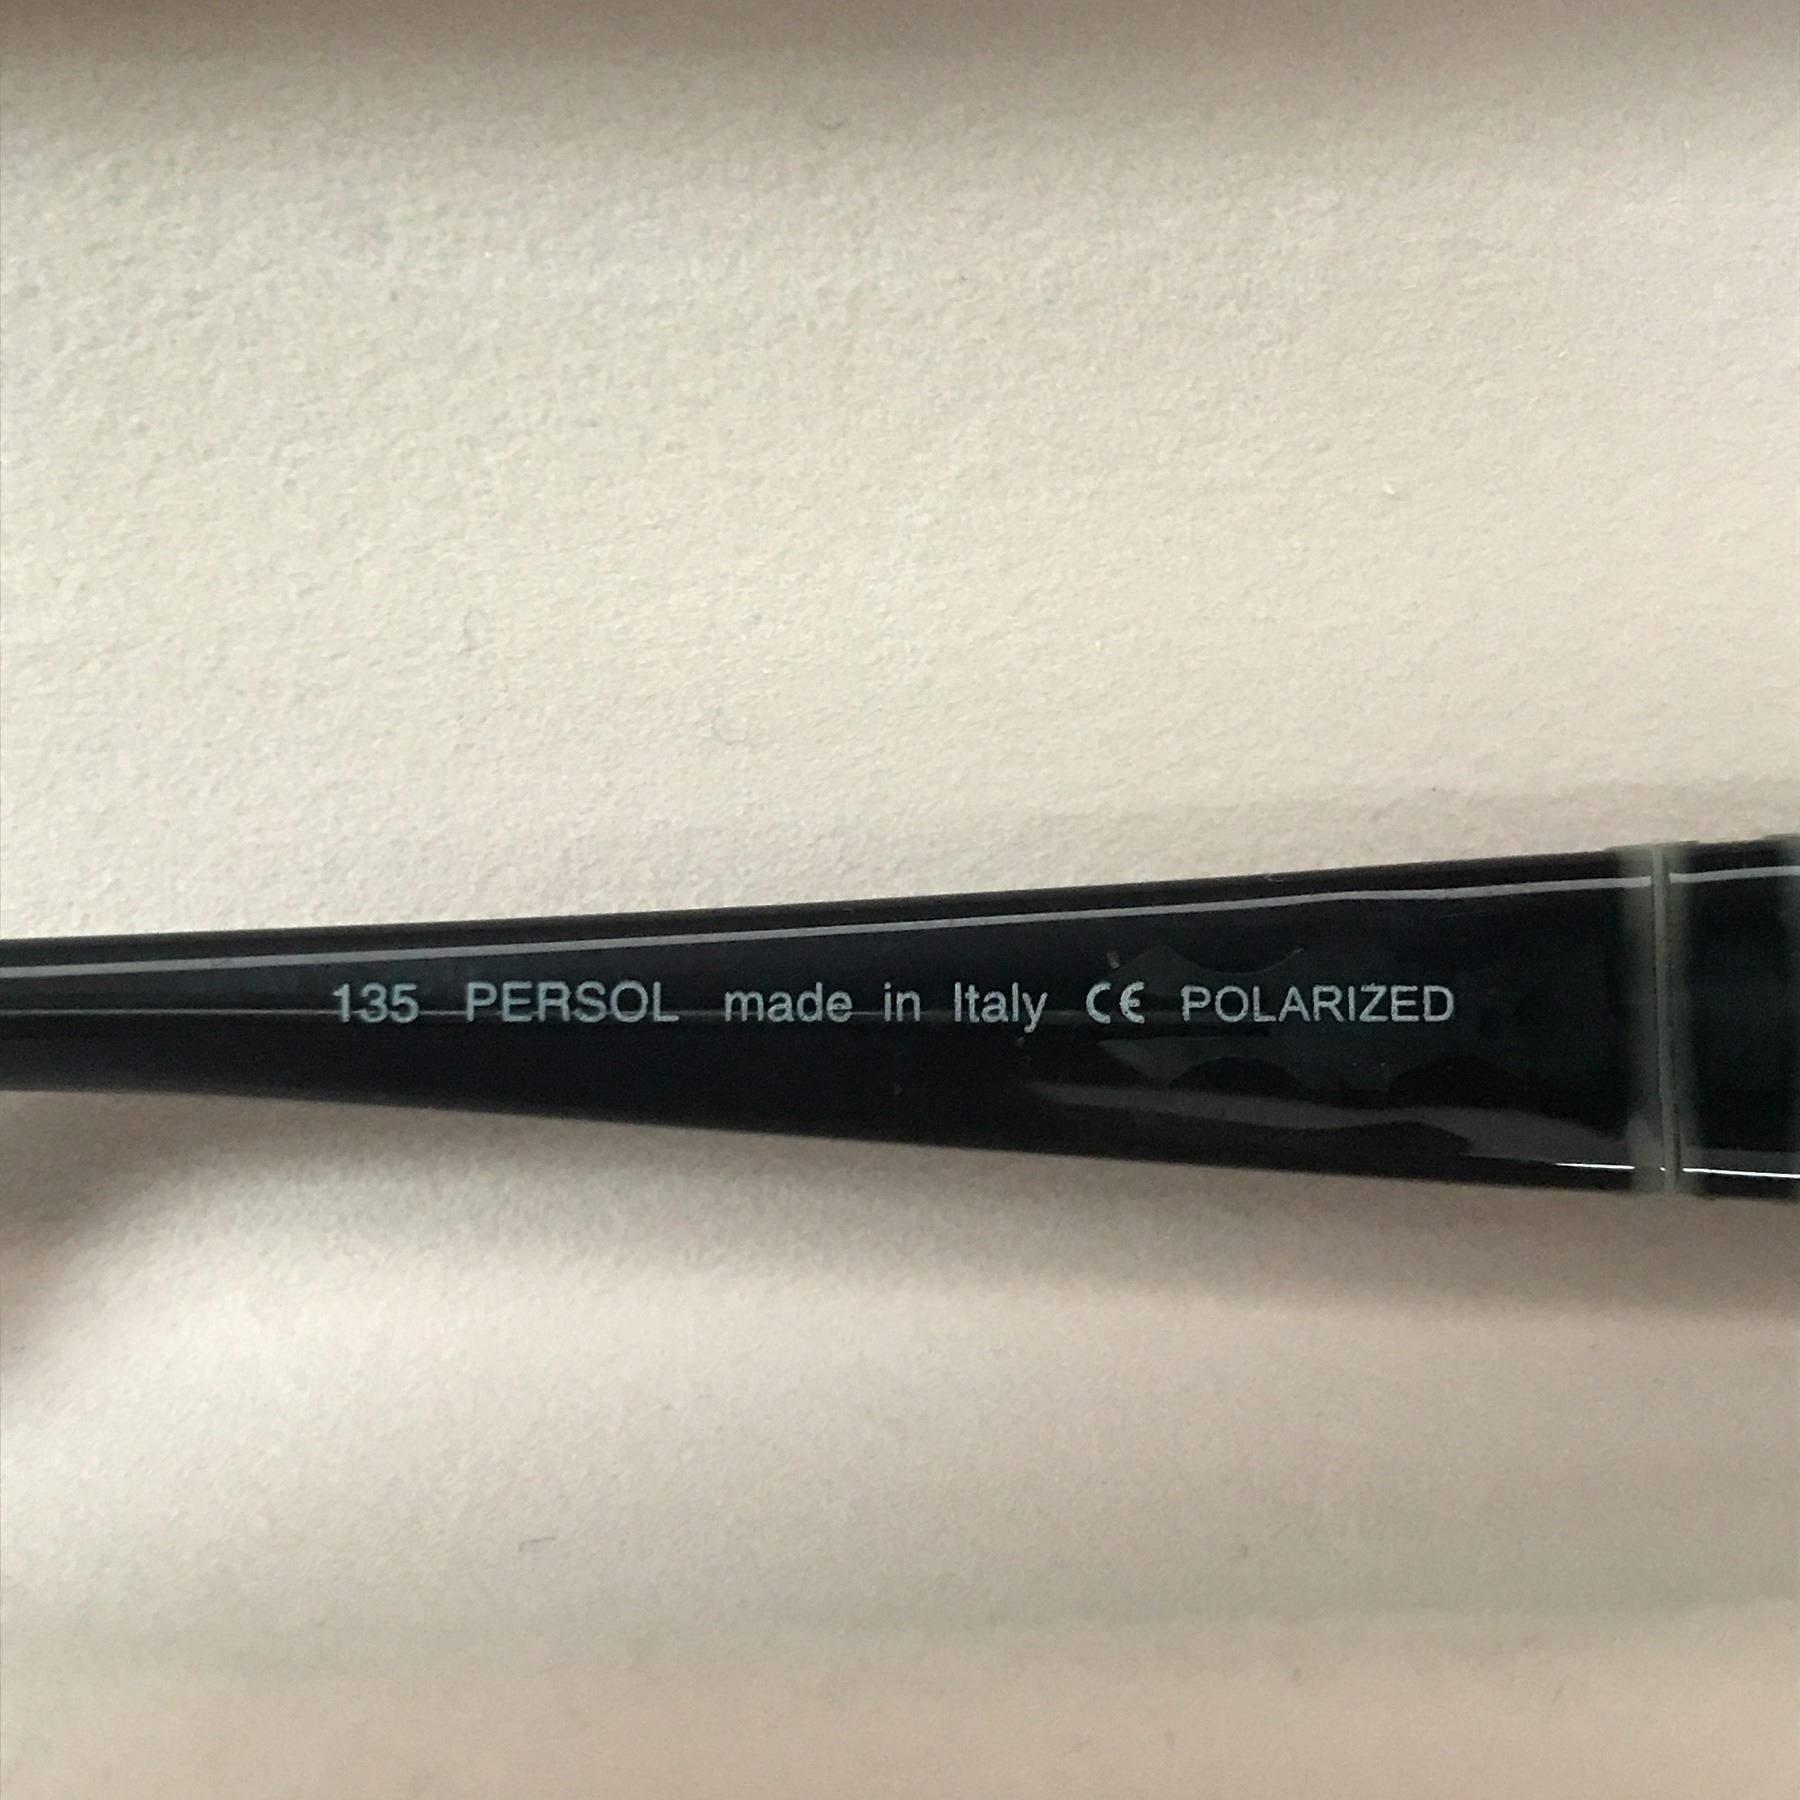 135 PERSOL made in Italy CE POLARIZED